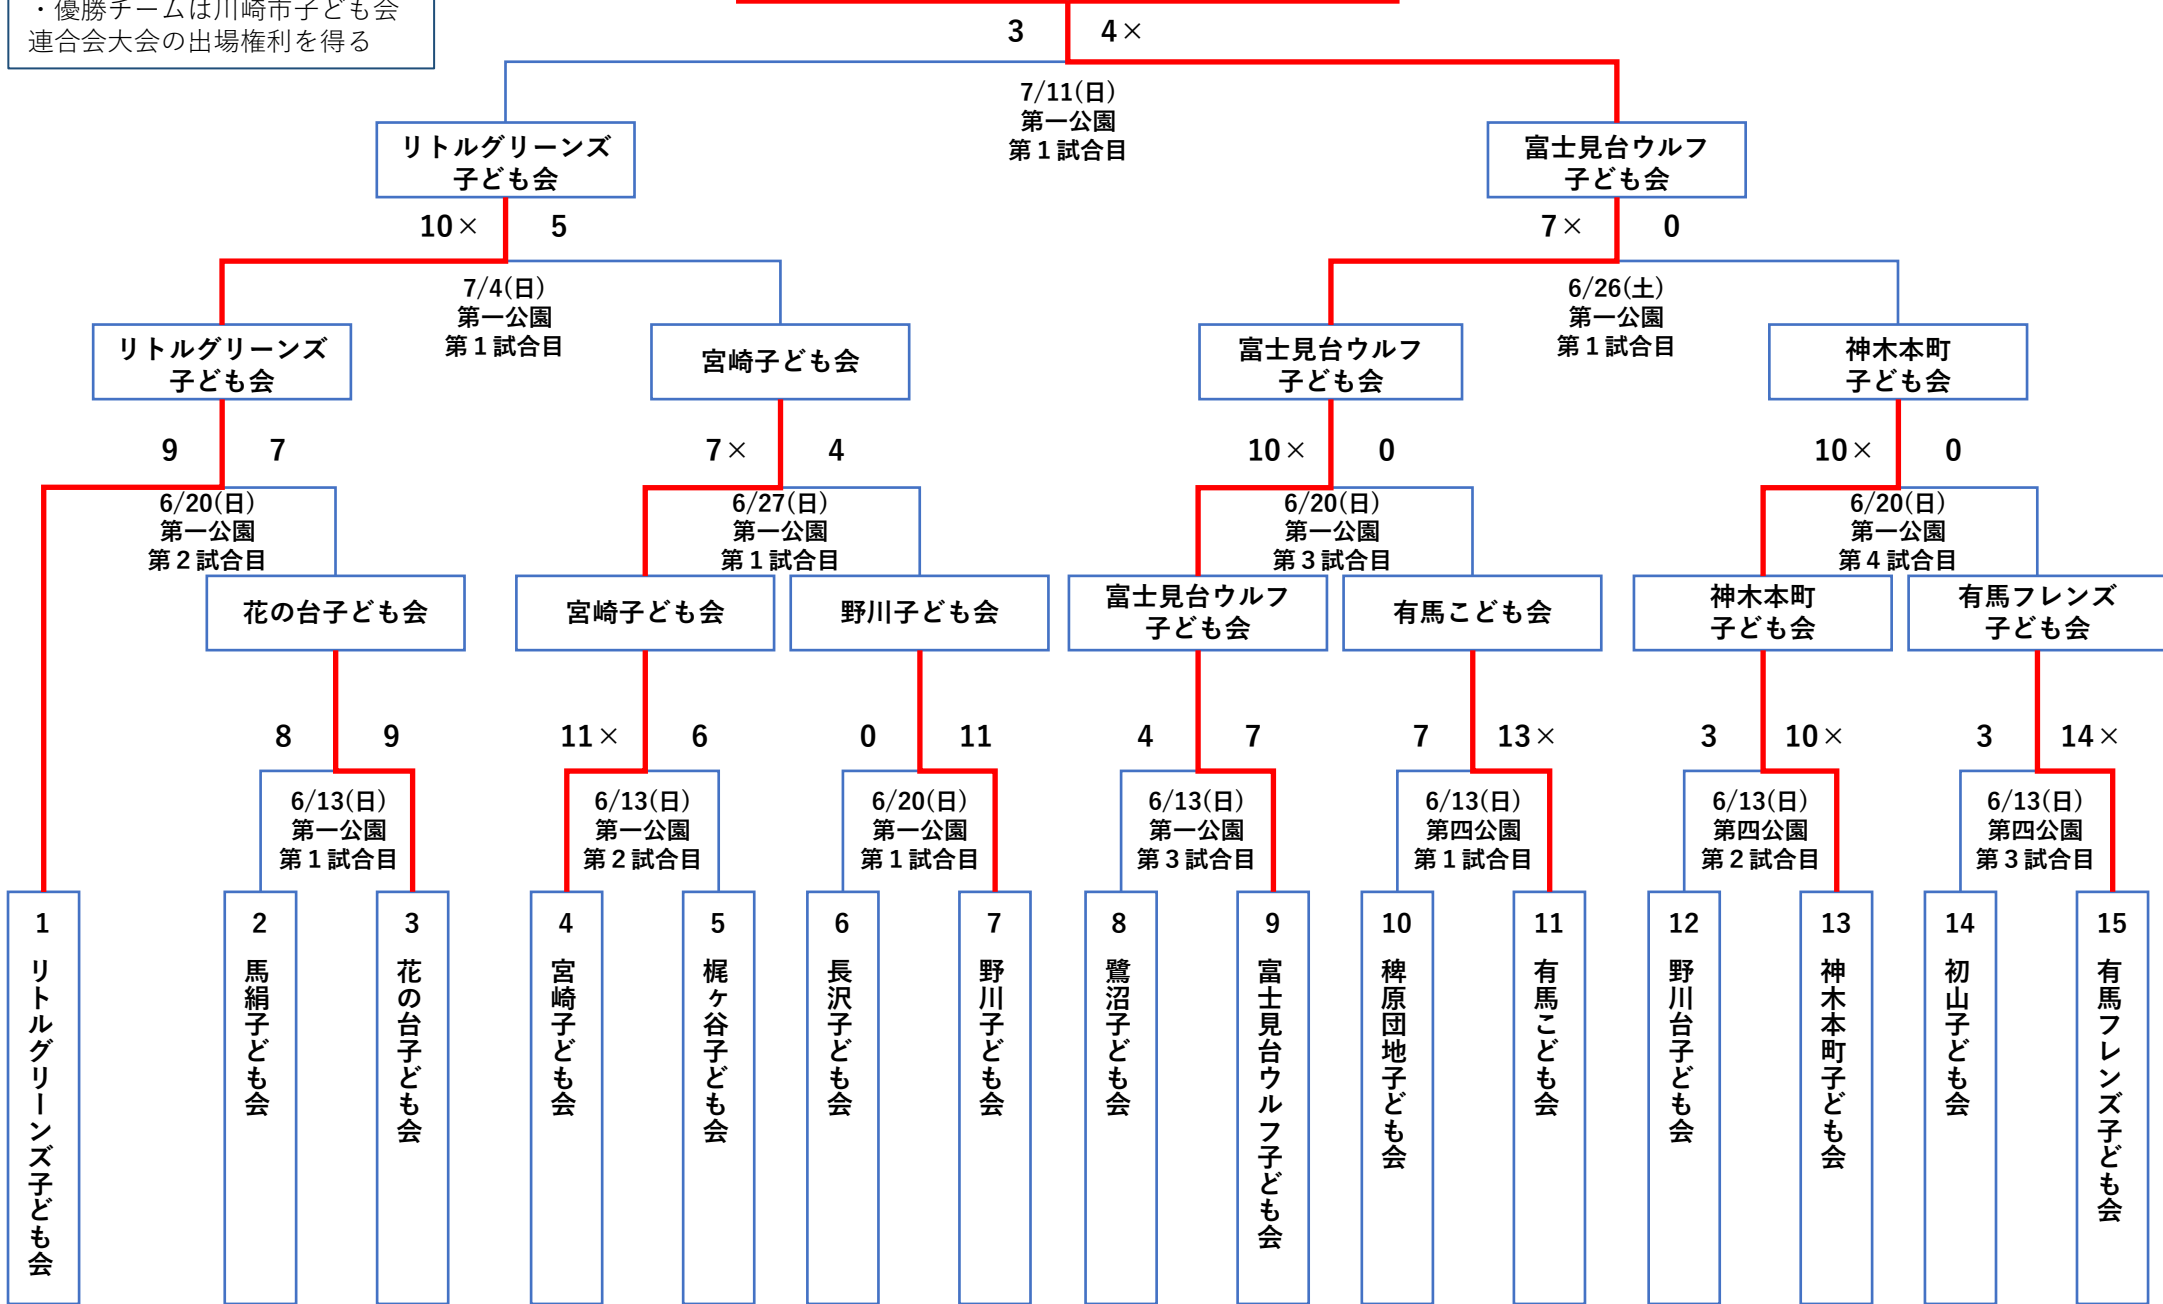 ・優勝チームは川崎市子ども会
連合会大会の出場権利を得る
3 4×
7/11(日)
第一公園
第1試合目
リトルグリーンズ
子ども会
富士見台ウルフ
子ども会
10× 5
7× 0
7/4(日)
第一公園
第1試合目
6/26(土)
第一公園
第1試合目
リトルグリーンズ
子ども会
宮崎子ども会
富士見台ウルフ
子ども会
神木本町
子ども会
9 7
7× 4
10× 0
10× 0
6/20(日)
第一公園
第2試合目
6/27(日)
第一公園
第1試合目
6/20(日)
第一公園
第3試合目
6/20(日)
第一公園
第4試合目
花の台子ども会
宮崎子ども会
野川子ども会
富士見台ウルフ
子ども会
有馬こども会
神木本町
子ども会
有馬フレンズ
子ども会
8 9
11× 6
0 11
4 7
7 13×
3 10×
3 14×
6/13(日)
第一公園
第1試合目
6/13(日)
第一公園
第2試合目
6/20(日)
第一公園
第1試合目
6/13(日)
第一公園
第3試合目
6/13(日)
第四公園
第1試合目
6/13(日)
第四公園
第2試合目
6/13(日)
第四公園
第3試合目
1
リトルグリーンズ子ども会
2
馬絹子ども会
3
花の台子ども会
4
宮崎子ども会
5
梶ヶ谷子ども会
6
長沢子ども会
7
野川子ども会
8
鷺沼子ども会
9
富士見台ウルフ子ども会
10
稗原団地子ども会
11
有馬こども会
12
野川台子ども会
13
神木本町子ども会
14
初山子ども会
15
有馬フレンズ子ども会